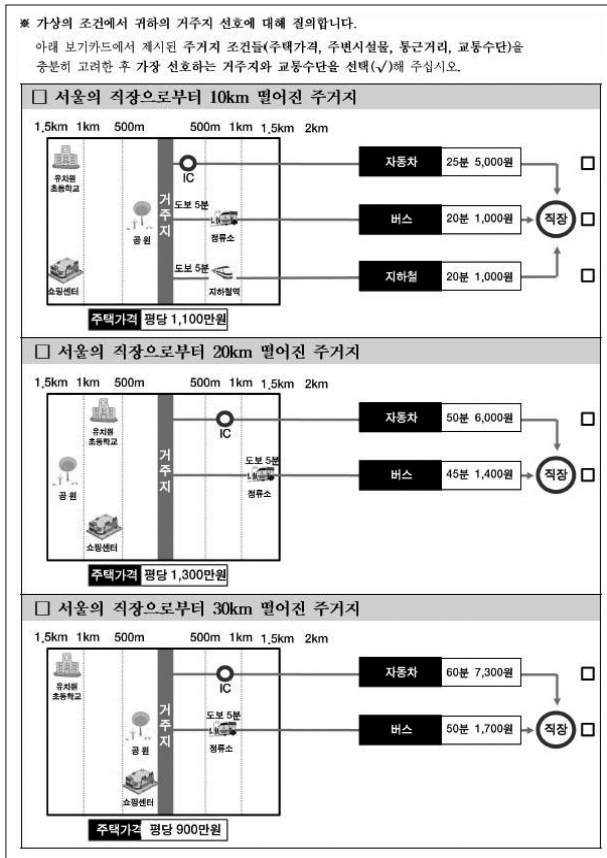 ※ 가상의 조건에서 귀하의 거주지 선호에 대해 질의합니다.
아래 보기카드에서 제시된 주거지 조건들(주택가격, 주변시설물, 통근거리, 교통수단)을
충분히 고려한 후 가장 선호하는 거주지와 교통수단을 선택(√)해 주십시오.
□ 서울의 직장으로부터 10km 떨어진 주거지
1.5km 1km 500m 500m 1km 1.5km 2km
유치원
초등학교
IC
자동차 25분 5,000원
거주지
공원
도보 5분
정류소
버스 20분 1,000원
직장
쇼핑센터
도보 5분
지하철역
지하철 20분 1,000원
주택가격 평당 1,100만원
□ 서울의 직장으로부터 20km 떨어진 주거지
1.5km 1km 500m 500m 1km 1.5km 2km
유치원
초등학교
IC
자동차 50분 6,000원
거주지
공원
도보 5분
정류소
버스 45분 1,400원
직장
쇼핑센터
주택가격 평당 1,300만원
□ 서울의 직장으로부터 30km 떨어진 주거지
1.5km 1km 500m 500m 1km 1.5km 2km
유치원
초등학교
IC
자동차 60분 7,300원
거주지
공원
도보 5분
정류소
버스 50분 1,700원
직장
쇼핑센터
주택가격 평당 900만원